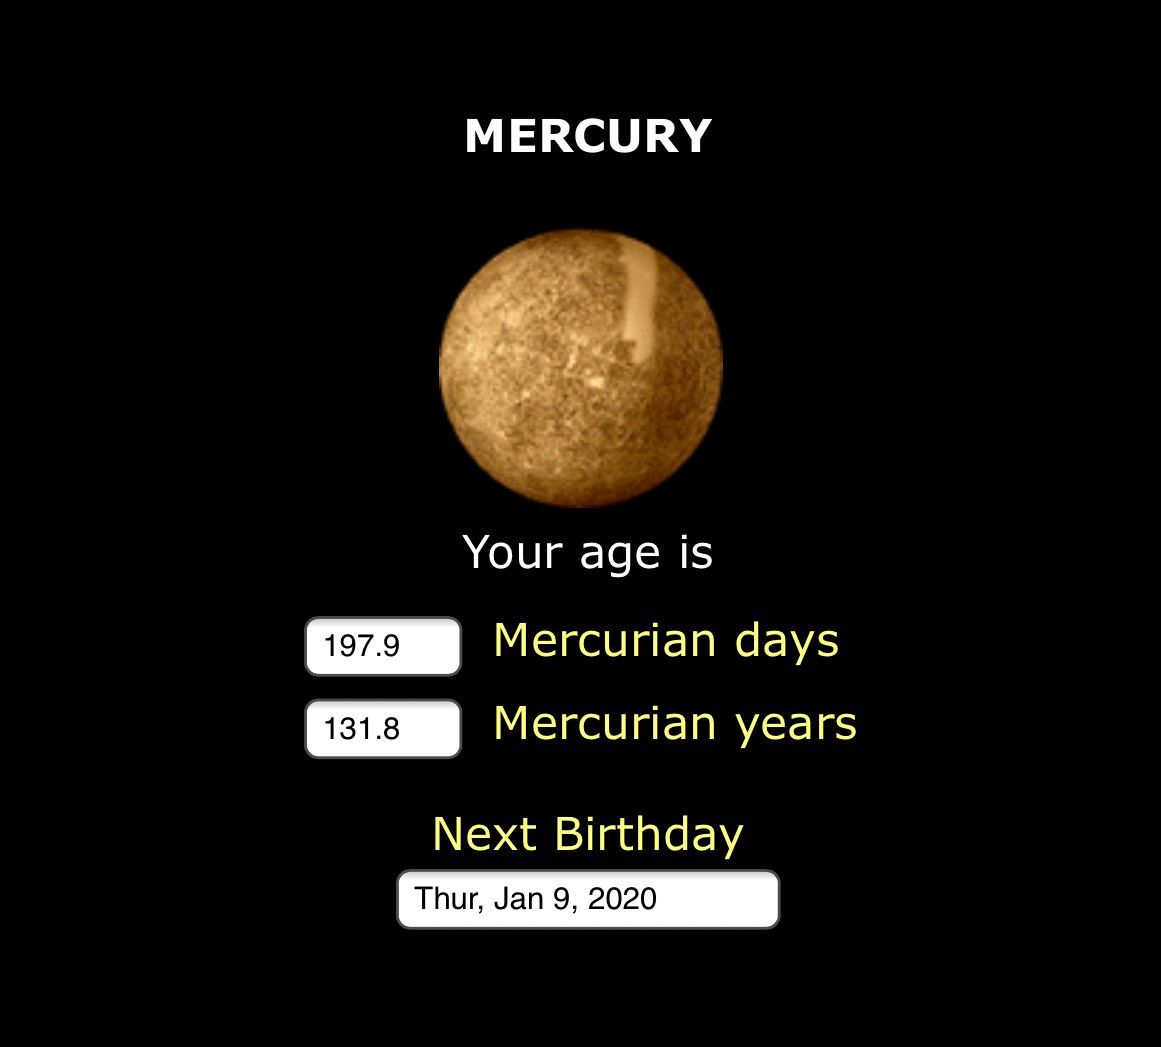 MERCURY
Your age is
197.9 Mercurian days
131.8 Mercurian years
Next Birthday
Thur, Jan 9, 2020